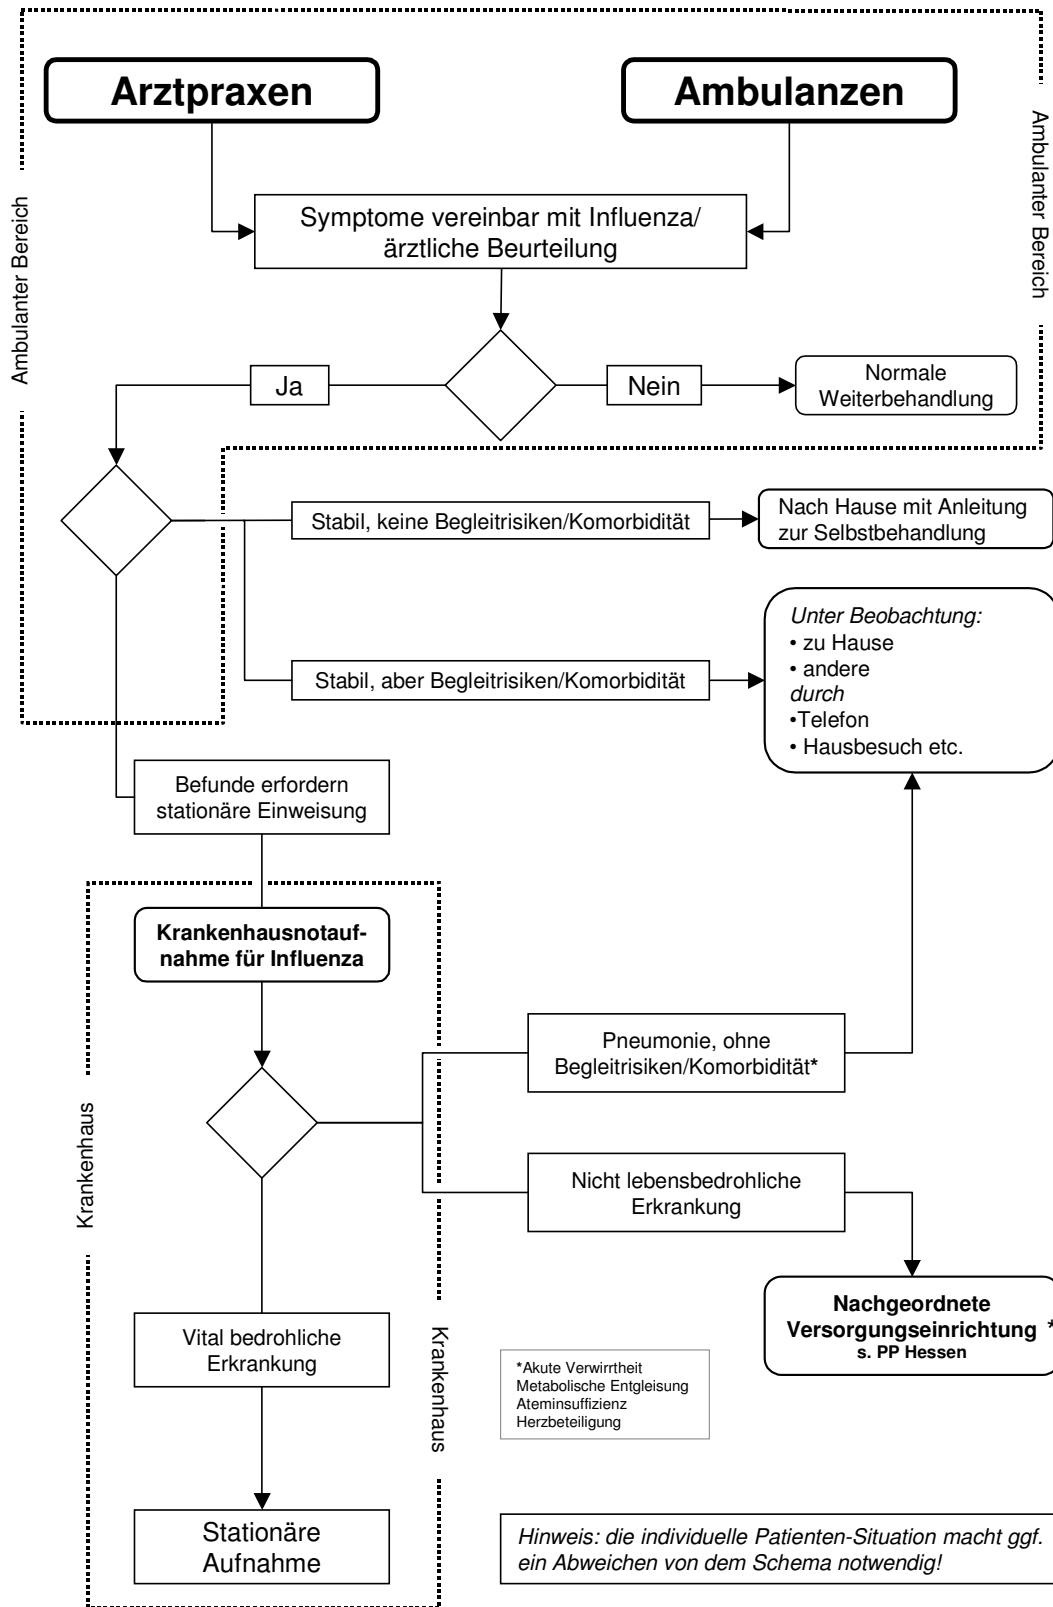 Arztpraxen
Ambulanzen
Ambulanter Bereich
Ambulanter Bereich
Symptome vereinbar mit Influenza/
ärztliche Beurteilung
Ja
Nein
Normale
Weiterbehandlung
Stabil, keine Begleitrisiken/Komorbidität
Nach Hause mit Anleitung
zur Selbstbehandlung
Stabil, aber Begleitrisiken/Komorbidität
Unter Beobachtung:
• zu Hause
• andere
durch
•Telefon
• Hausbesuch etc.
Befunde erfordern
stationäre Einweisung
Krankenhausnotauf-
nahme für Influenza
Pneumonie, ohne
Begleitrisiken/Komorbidität*
Krankenhaus
Nicht lebensbedrohliche
Erkrankung
Nachgeordnete
Versorgungseinrichtung *
s. PP Hessen
Vital bedrohliche
Erkrankung
Krankenhaus
*Akute Verwirrtheit
Metabolische Entgleisung
Ateminsuffizienz
Herzbeteiligung
Stationäre
Aufnahme
Hinweis: die individuelle Patienten-Situation macht ggf.
ein Abweichen von dem Schema notwendig!